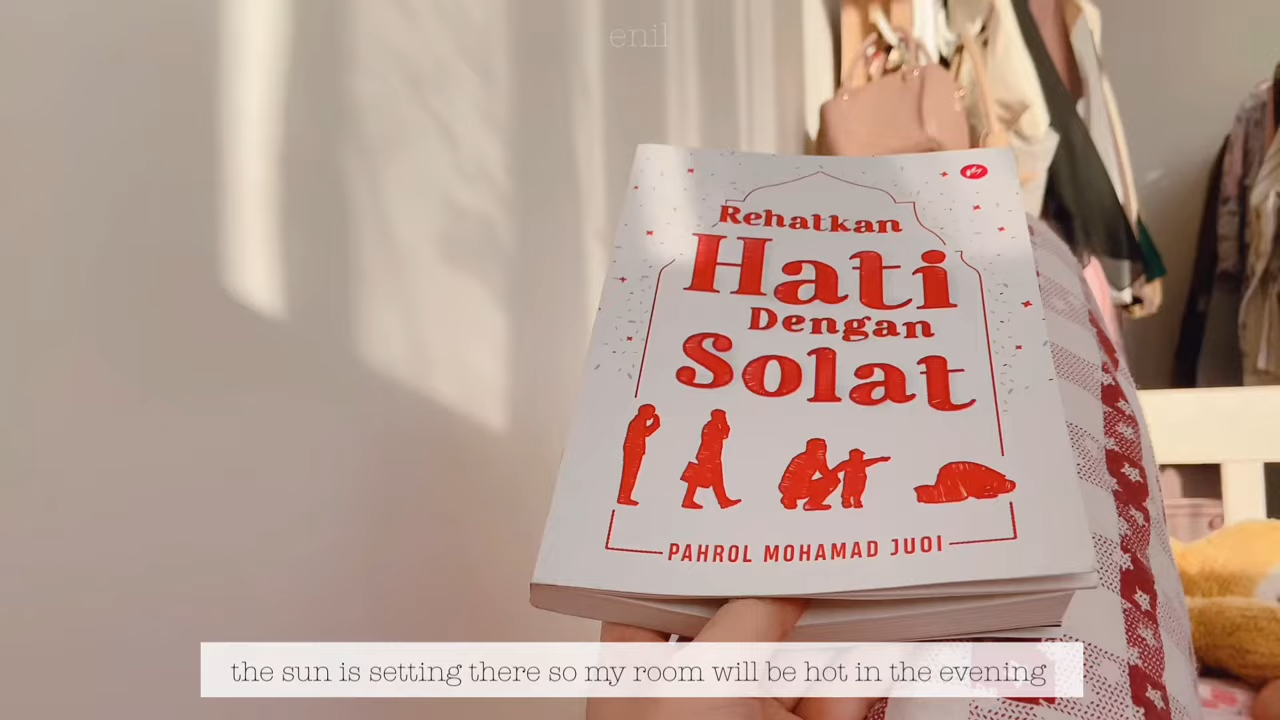 enil
Rehatkan
Hati
Dengan
Solat
PAHROL MOHAMAD JUOI
the sun is setting there so my room will be hot in the evening